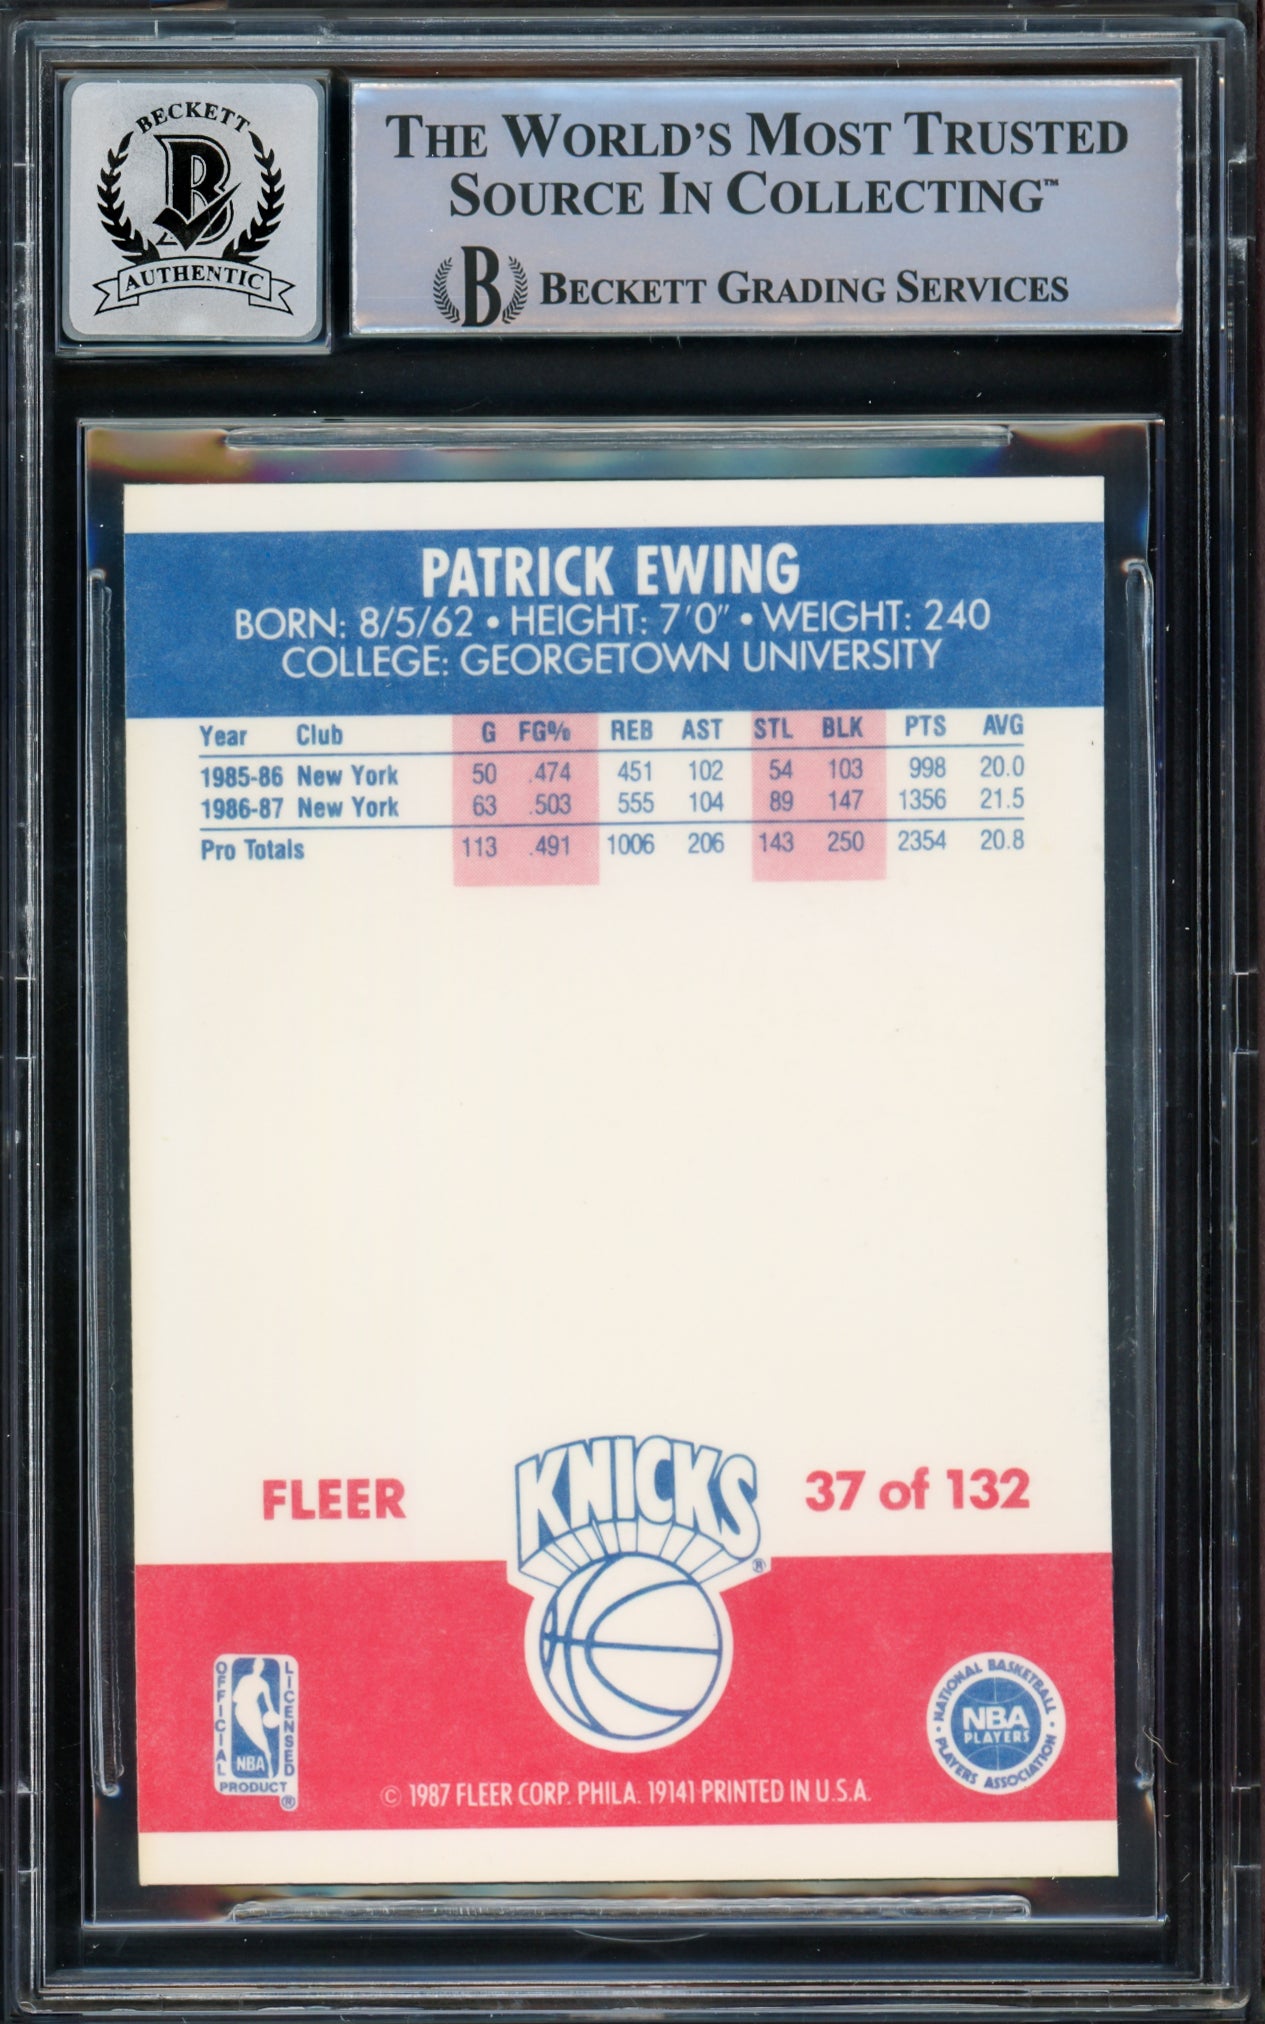 BECKETT
B
AUTHENTIC
THE WORLD'S MOST TRUSTED
SOURCE IN COLLECTING™
B BECKETT GRADING SERVICES
PATRICK EWING
BORN: 8/5/62 • HEIGHT: 7'0" • WEIGHT: 240
COLLEGE: GEORGETOWN UNIVERSITY
Year Club G FG% REB AST STL BLK PTS AVG
1985-86 New York 50 .474 451 102 54 103 998 20.0
1986-87 New York 63 .503 555 104 89 147 1356 21.5
Pro Totals 113 .491 1006 206 143 250 2354 20.8
FLEER
KNICKS
®
37 of 132
OFFICIAL
LICENSED
NBA
PRODUCT
®
© 1987 FLEER CORP. PHILA. 19141 PRINTED IN U.S.A.
NATIONAL BASKETBALL
NBA
PLAYERS
• PLAYERS ASSOCIATION •